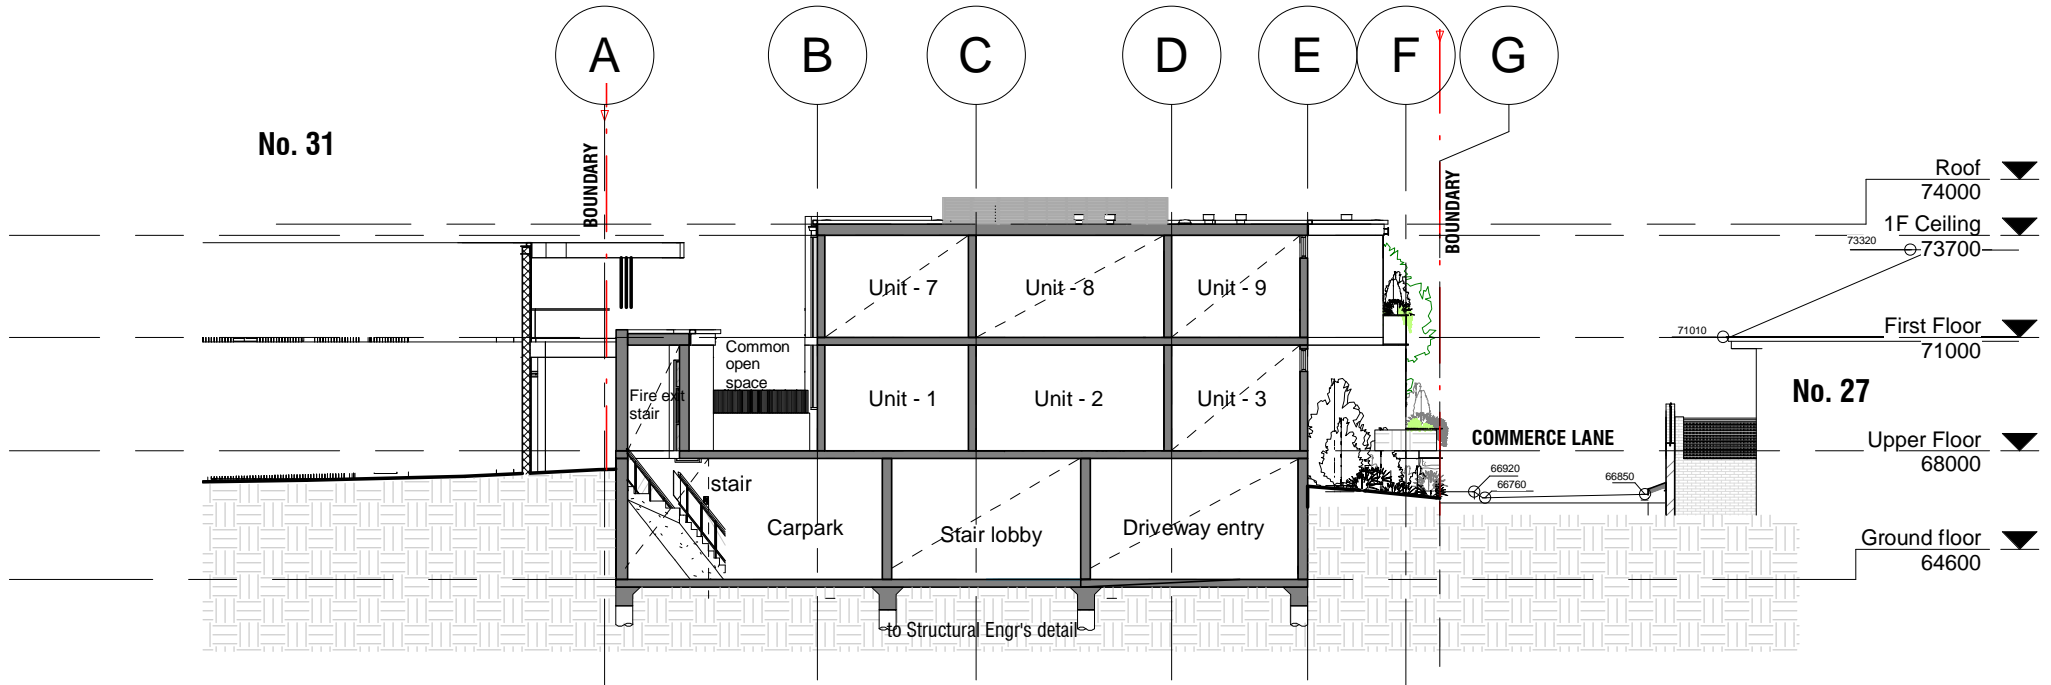 A
B
C
D
E
F
G
No. 31
BOUNDARY
BOUNDARY
Roof
74000
1F Ceiling
73700
73320
First Floor
71000
71010
Unit - 7
Unit - 8
Unit - 9
Common
open
space
Fire exit
stair
Unit - 1
Unit - 2
Unit - 3
No. 27
COMMERCE LANE
Upper Floor
68000
66920
66760
66850
stair
Carpark
Stair lobby
Driveway entry
Ground floor
64600
to Structural Engr's detail